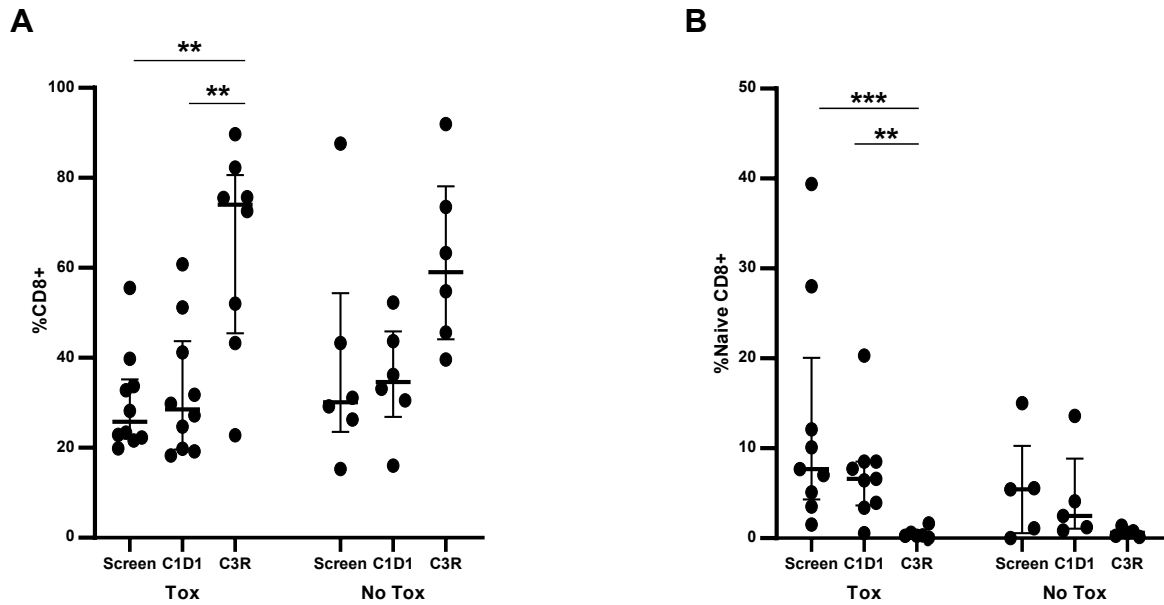 A
**
**
100
80
60
40
20
0
%CD8+
Screen C1D1 C3R Screen C1D1 C3R
Tox No Tox
B
***
**
50
40
30
20
10
0
%Naive CD8+
Screen C1D1 C3R Screen C1D1 C3R
Tox No Tox